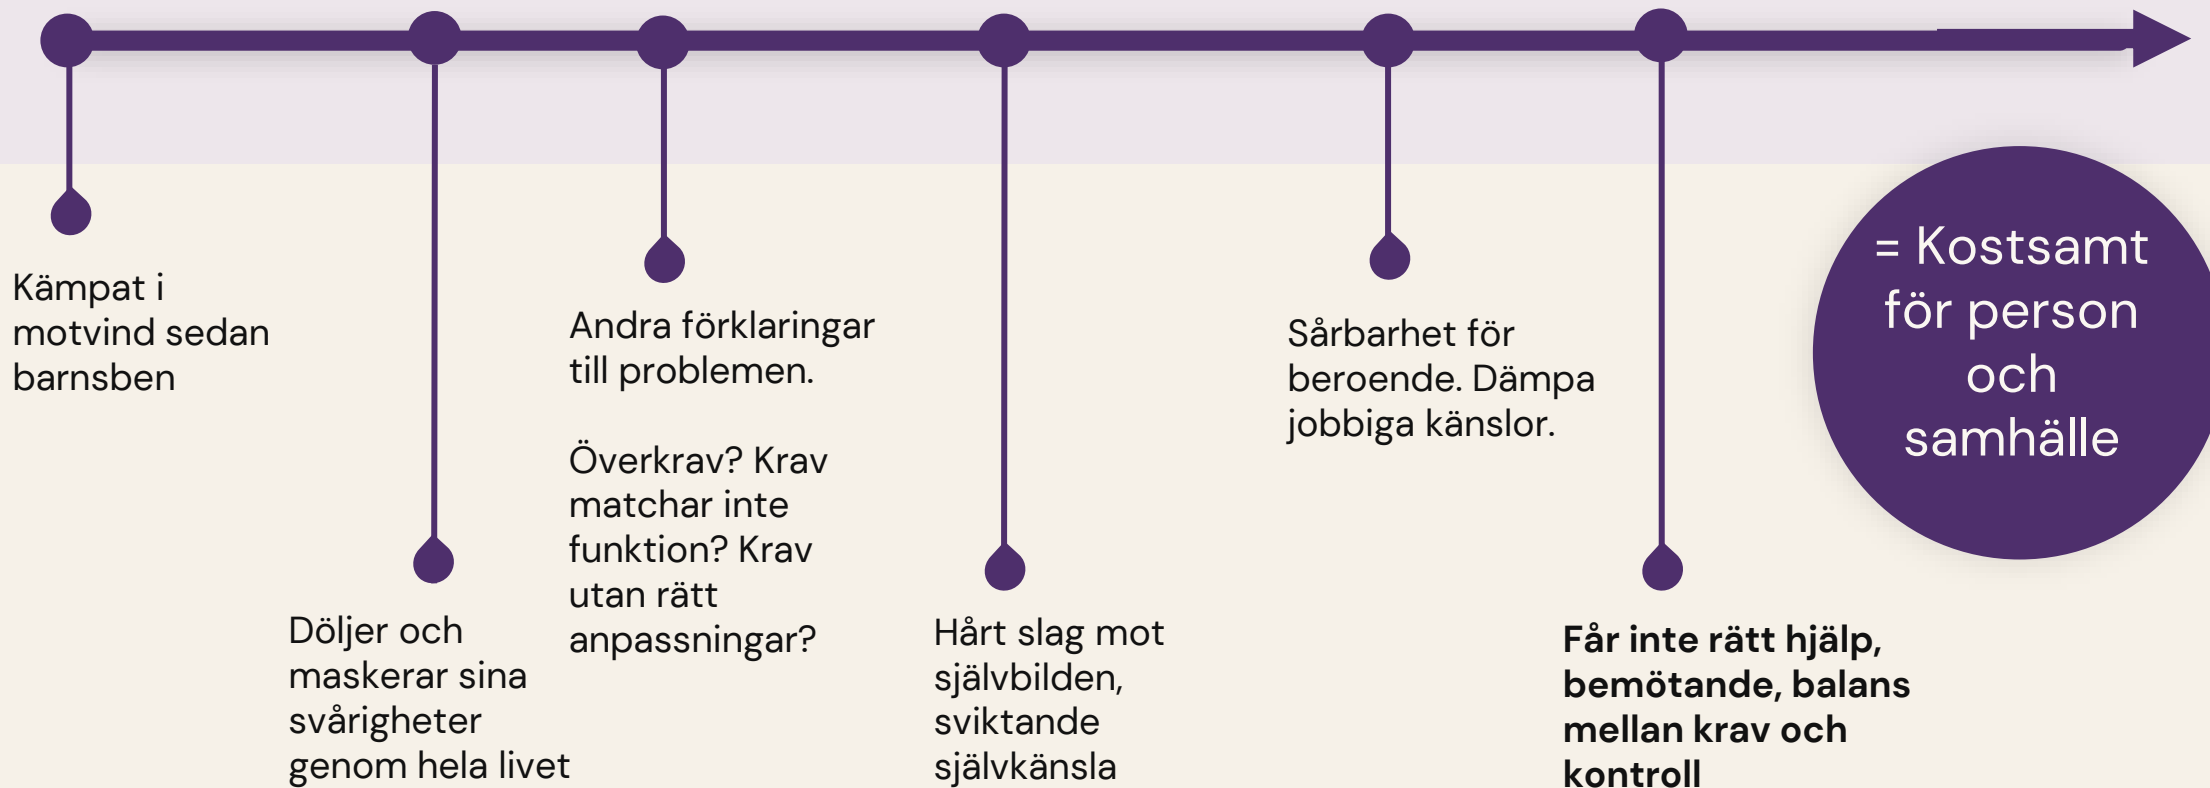 Kämpat i
motvind sedan
barnsben
Döljer och
maskerar sina
svårigheter
genom hela livet
Andra förklaringar
till problemen.
Överkrav? Krav
matchar inte
funktion? Krav
utan rätt
anpassningar?
Hårt slag mot
självbilden,
sviktande
självkänsla
Sårbarhet för
beroende. Dämpa
jobbiga känslor.
Får inte rätt hjälp,
bemötande, balans
mellan krav och
kontroll
= Kostsamt
för person
och
samhälle